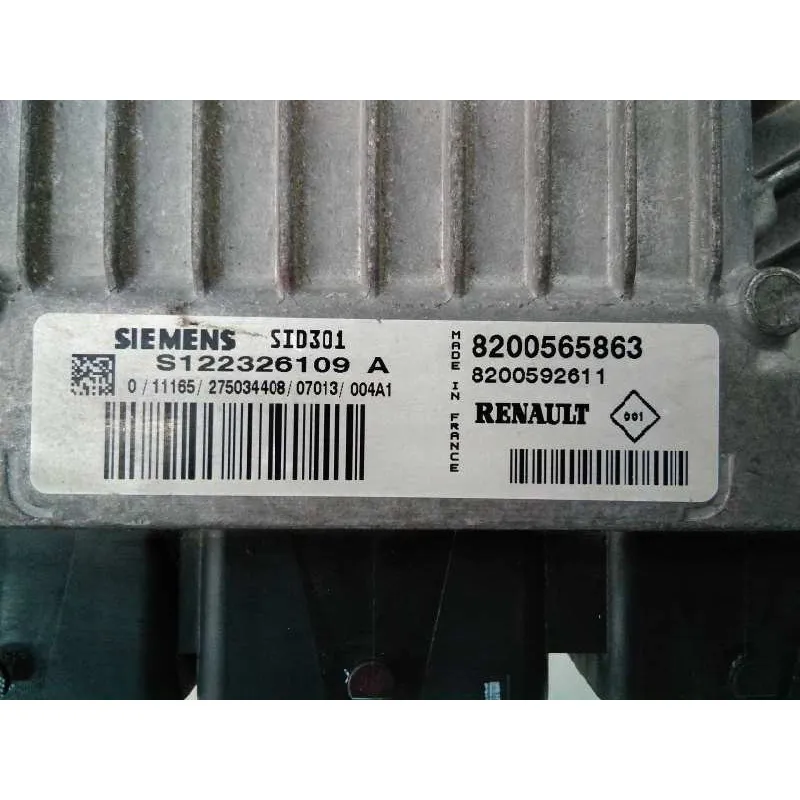 SIEMENS SID301
S122326109 A
0/11165/275034408/07013/004A1
MADE IN FRANCE
8200565863
8200592611
RENAULT
001